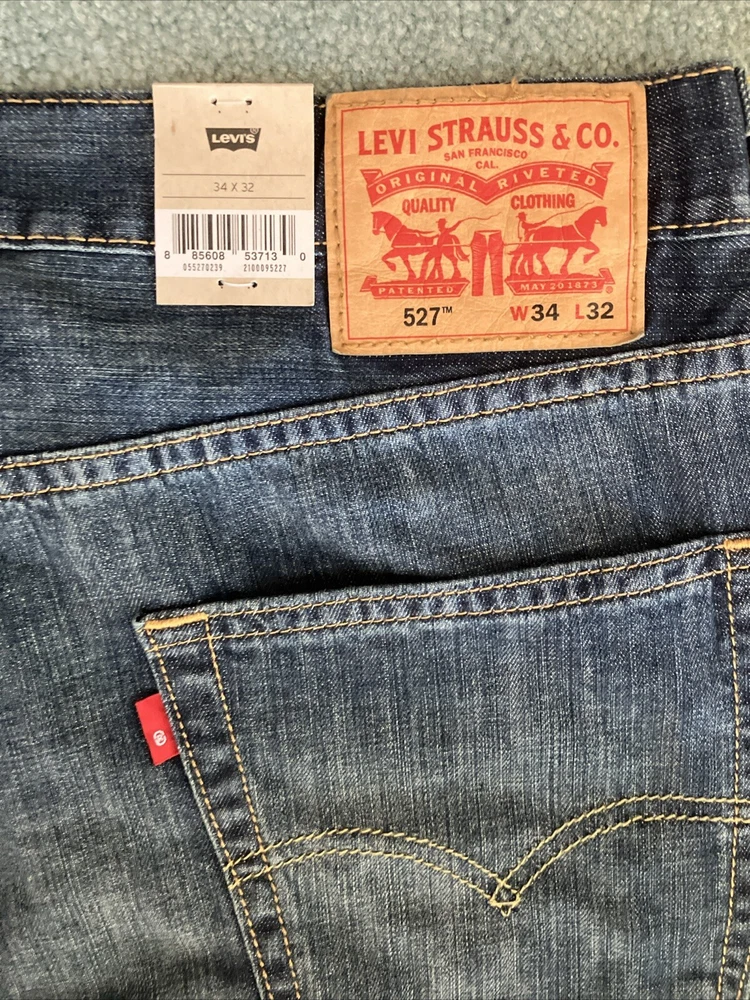 LEVI'S®
34 X 32
8 85608 53713 0
055270239 2100095227
LEVI STRAUSS & CO.
SAN FRANCISCO
CAL.
ORIGINAL RIVETED
QUALITY CLOTHING
PATENTED MAY 20 1873 ®
527™ W34 L32
®